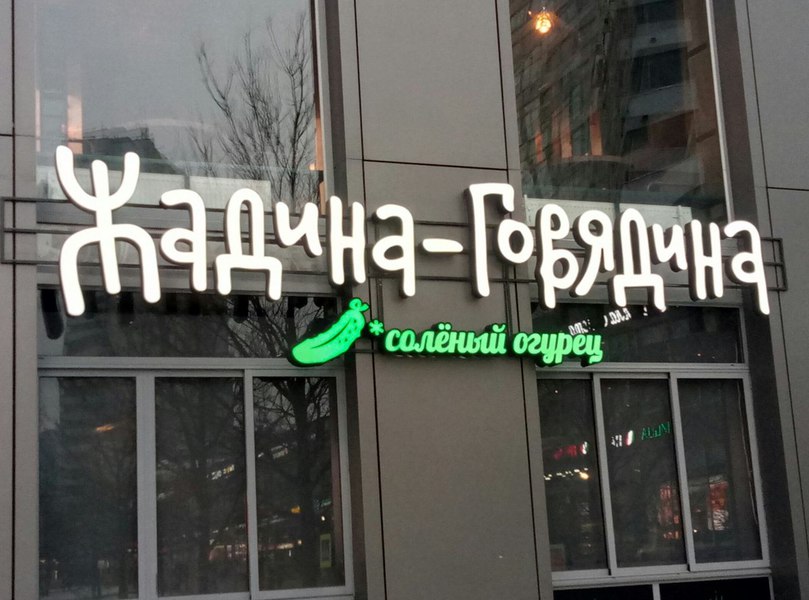 Жадина-Говядина
*солёный огурец